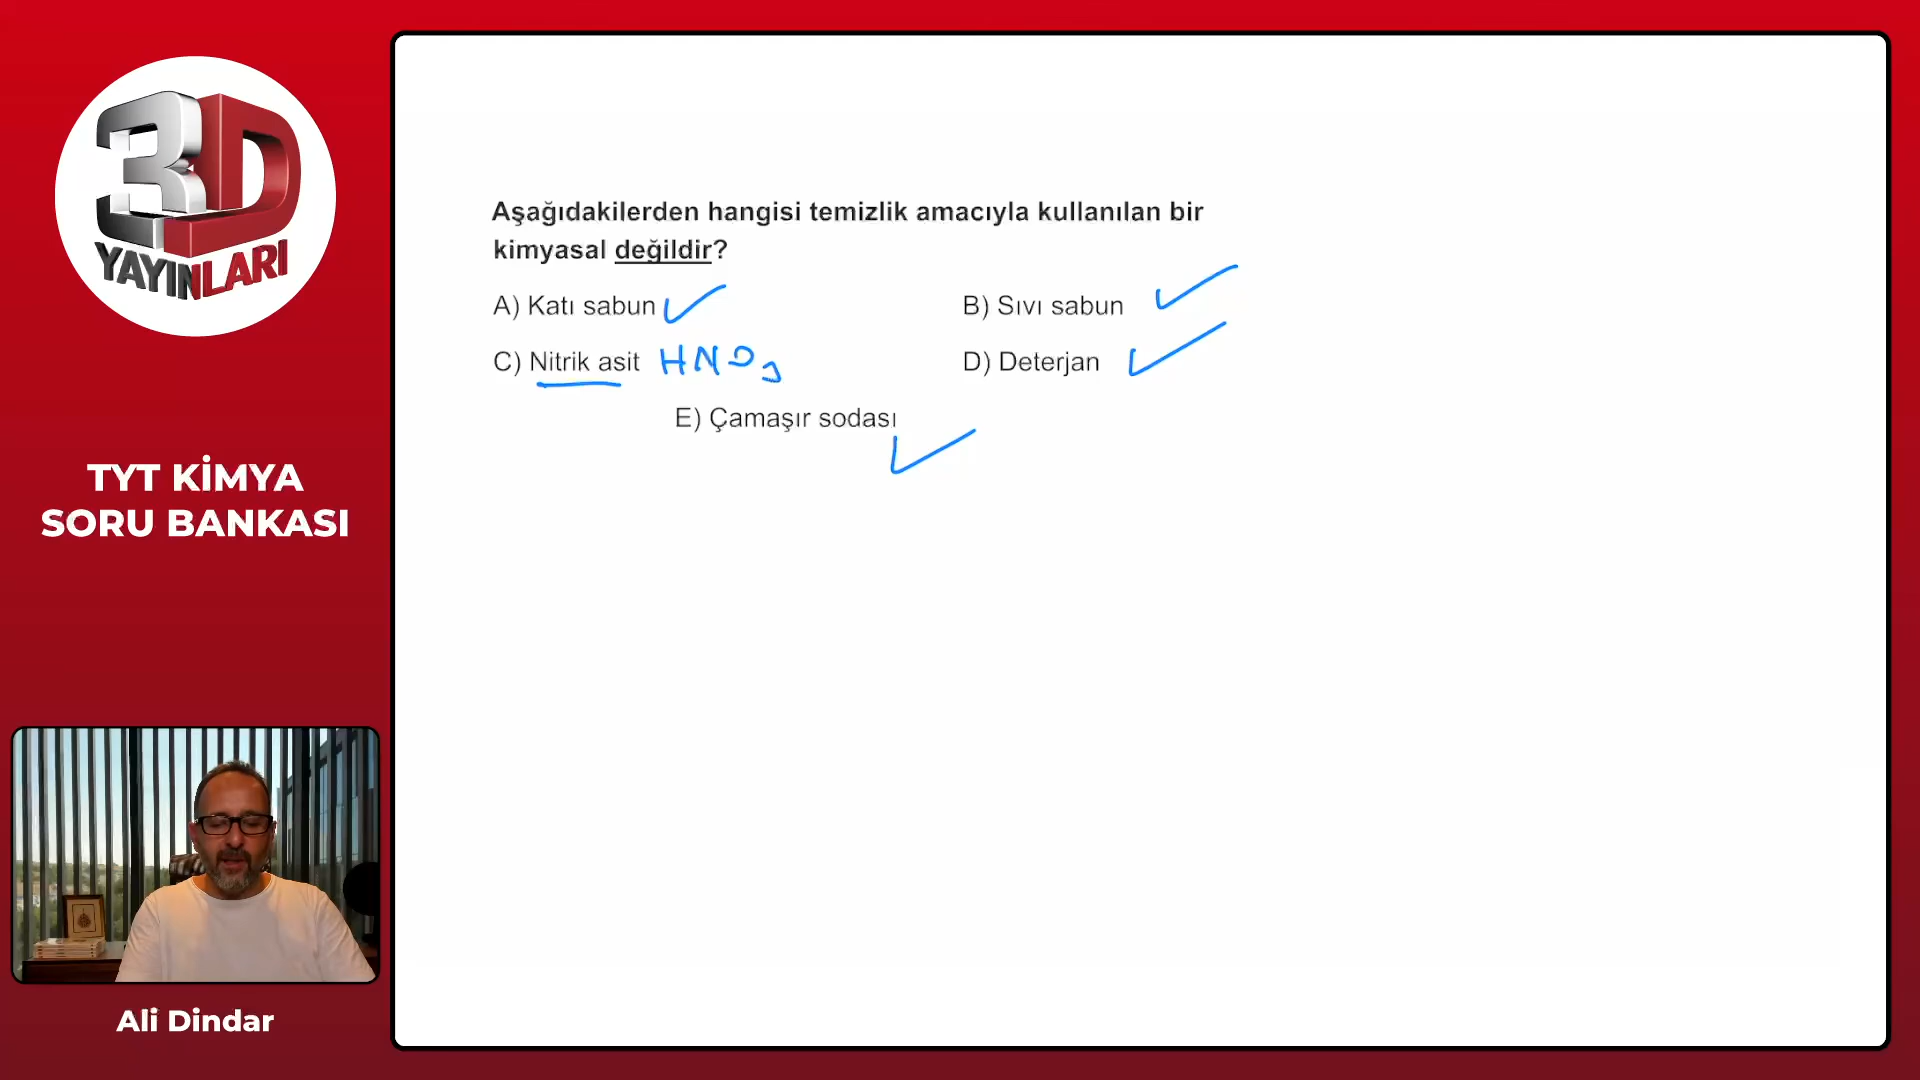 3D
YAYINLARI
TYT KİMYA
SORU BANKASI
Ali Dindar
Aşağıdakilerden hangisi temizlik amacıyla kullanılan bir
kimyasal değildir?
A) Katı sabun
B) Sıvı sabun
C) Nitrik asit HNO3
D) Deterjan
E) Çamaşır sodası